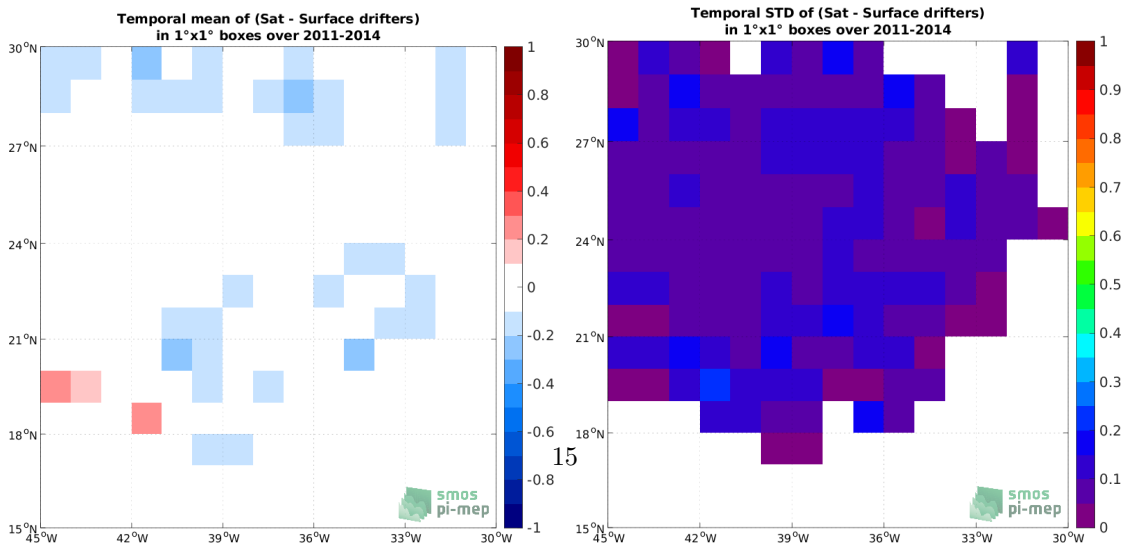 Temporal mean of (Sat - Surface drifters)
in 1°x1° boxes over 2011-2014
30°N
27°N
24°N
21°N
18°N
15°N
45°W
42°W
39°W
36°W
33°W
30°W
1
0.8
0.6
0.4
0.2
0
-0.2
-0.4
-0.6
-0.8
-1
smos
pi-mep
15
Temporal STD of (Sat - Surface drifters)
in 1°x1° boxes over 2011-2014
30°N
27°N
24°N
21°N
18°N
15°N
45°W
42°W
39°W
36°W
33°W
30°W
1
0.9
0.8
0.7
0.6
0.5
0.4
0.3
0.2
0.1
0
smos
pi-mep